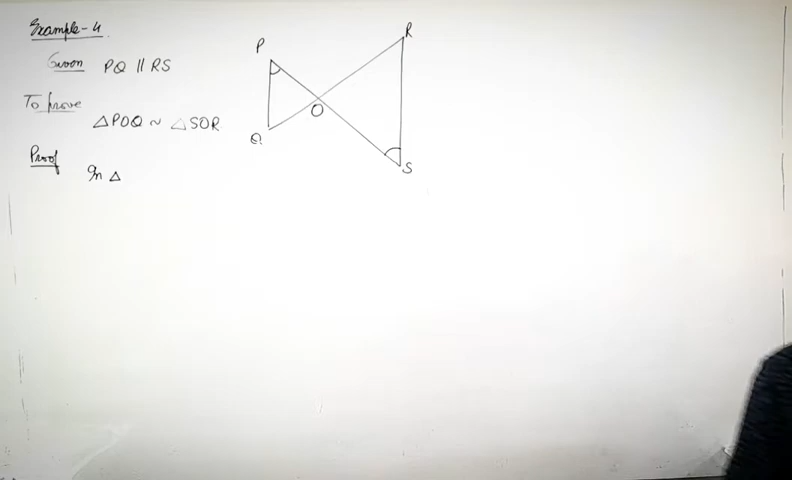 Example-4
Given PQ || RS
To prove
△POQ ~ △SOR
Proof
In △
P
Q
O
R
S